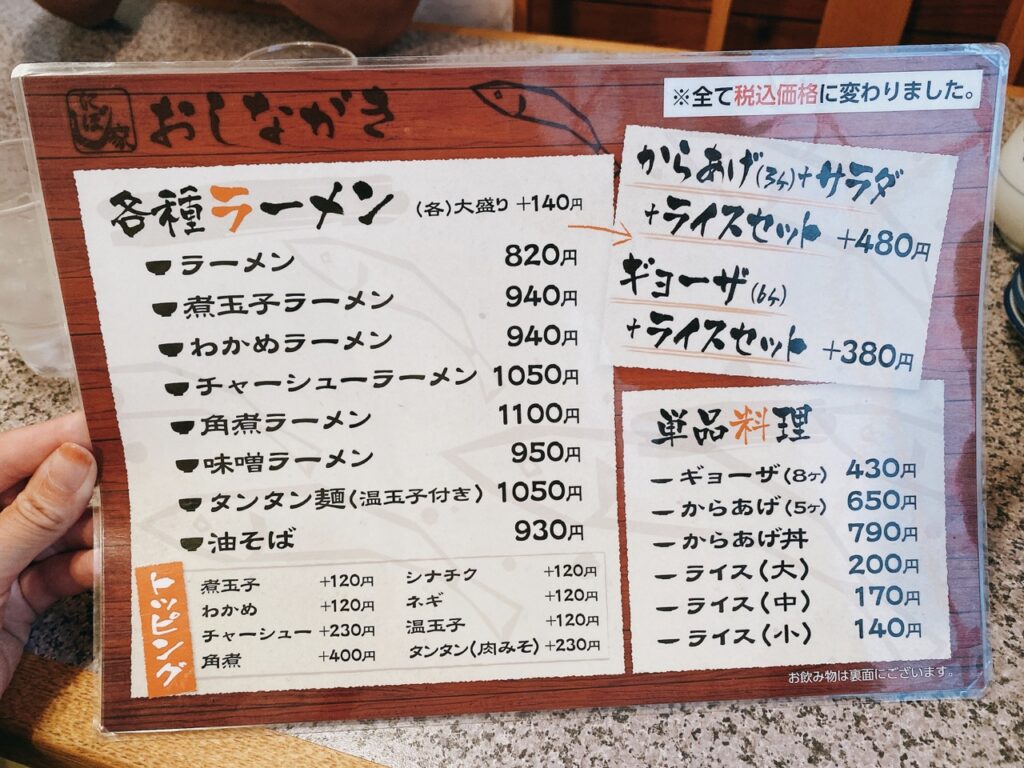 にぼし家
おしながき
※全て税込価格に変わりました。
各種ラーメン (各)大盛り +140円
ラーメン 820円
煮玉子ラーメン 940円
わかめラーメン 940円
チャーシューラーメン 1050円
角煮ラーメン 1100円
味噌ラーメン 950円
タンタン麺(温玉子付き) 1050円
油そば 930円
トッピング
煮玉子 +120円
わかめ +120円
チャーシュー +230円
角煮 +400円
シナチク +120円
ネギ +120円
温玉子 +120円
タンタン(肉みそ) +230円
からあげ(3ヶ)+サラダ
+ライスセット +480円
ギョーザ(6ヶ)
+ライスセット +380円
単品料理
ギョーザ(8ヶ) 430円
からあげ(5ヶ) 650円
からあげ丼 790円
ライス(大) 200円
ライス(中) 170円
ライス(小) 140円
お飲み物は裏面にございます。